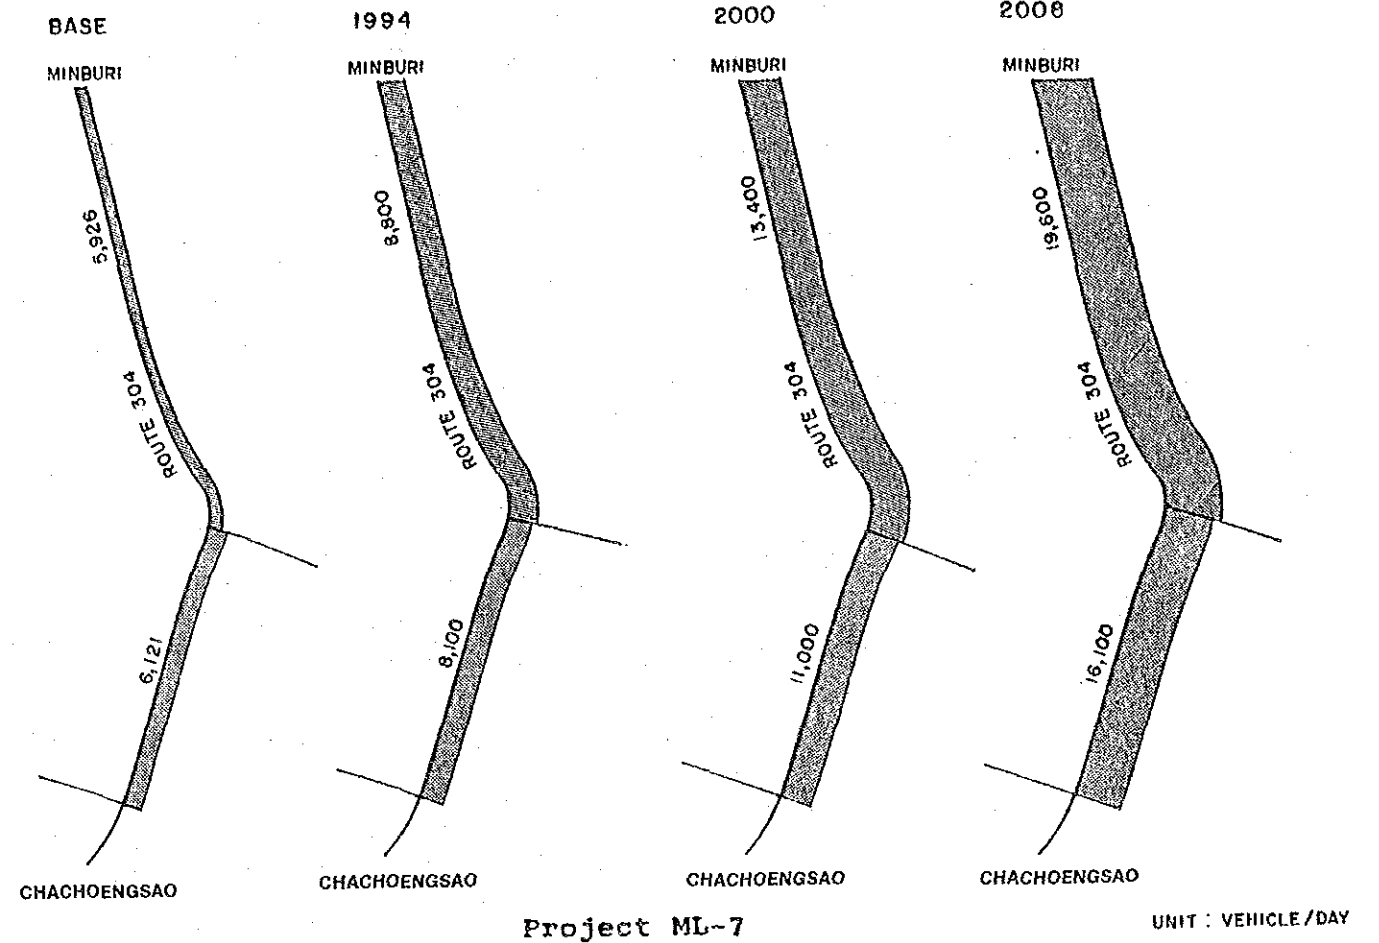 BASE
1994
2000
2008
MINBURI
MINBURI
MINBURI
MINBURI
5,926
8,800
13,400
19,600
ROUTE 304
ROUTE 304
ROUTE 304
ROUTE 304
6,121
8,100
11,000
16,100
CHACHOENGSAO
CHACHOENGSAO
CHACHOENGSAO
CHACHOENGSAO
Project ML-7
UNIT : VEHICLE/DAY